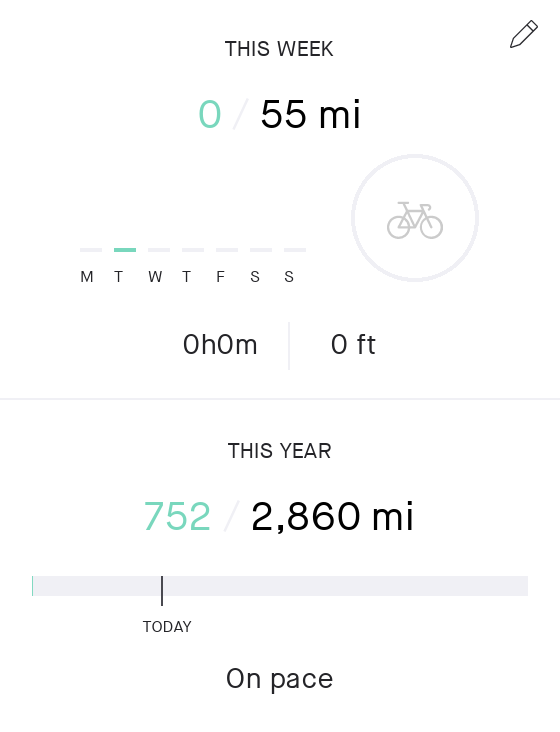 THIS WEEK
0 / 55 mi
M T W T F S S
0h0m 0 ft
THIS YEAR
752 / 2,860 mi
TODAY
On pace